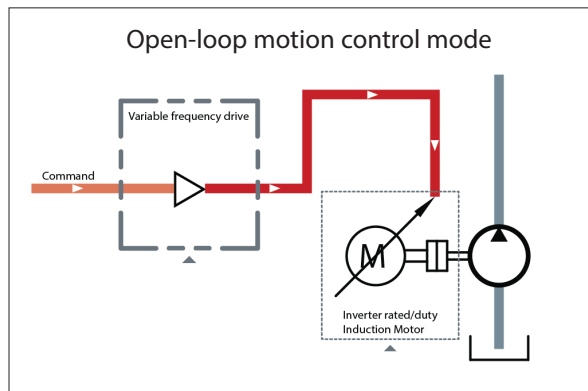 Open-loop motion control mode
Variable frequency drive
Command
M
Inverter rated/duty
Induction Motor